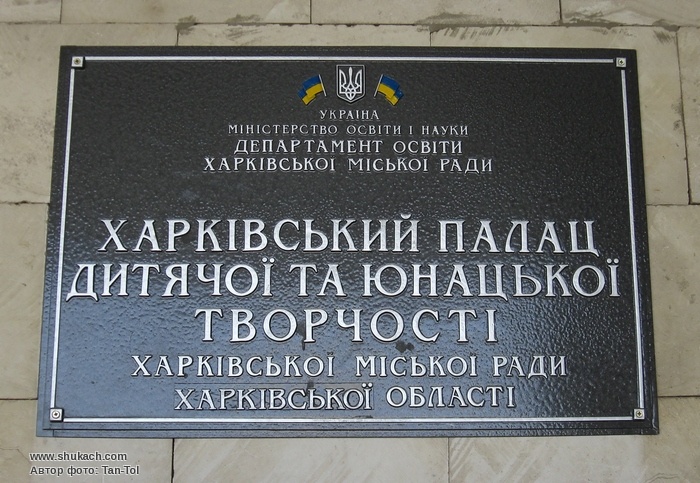 УКРАЇНА
МІНІСТЕРСТВО ОСВІТИ І НАУКИ
ДЕПАРТАМЕНТ ОСВІТИ
ХАРКІВСЬКОЇ МІСЬКОЇ РАДИ
ХАРКІВСЬКИЙ ПАЛАЦ
ДИТЯЧОЇ ТА ЮНАЦЬКОЇ
ТВОРЧОСТІ
ХАРКІВСЬКОЇ МІСЬКОЇ РАДИ
ХАРКІВСЬКОЇ ОБЛАСТІ
www.shukach.com
Автор фото: Tan-Tol